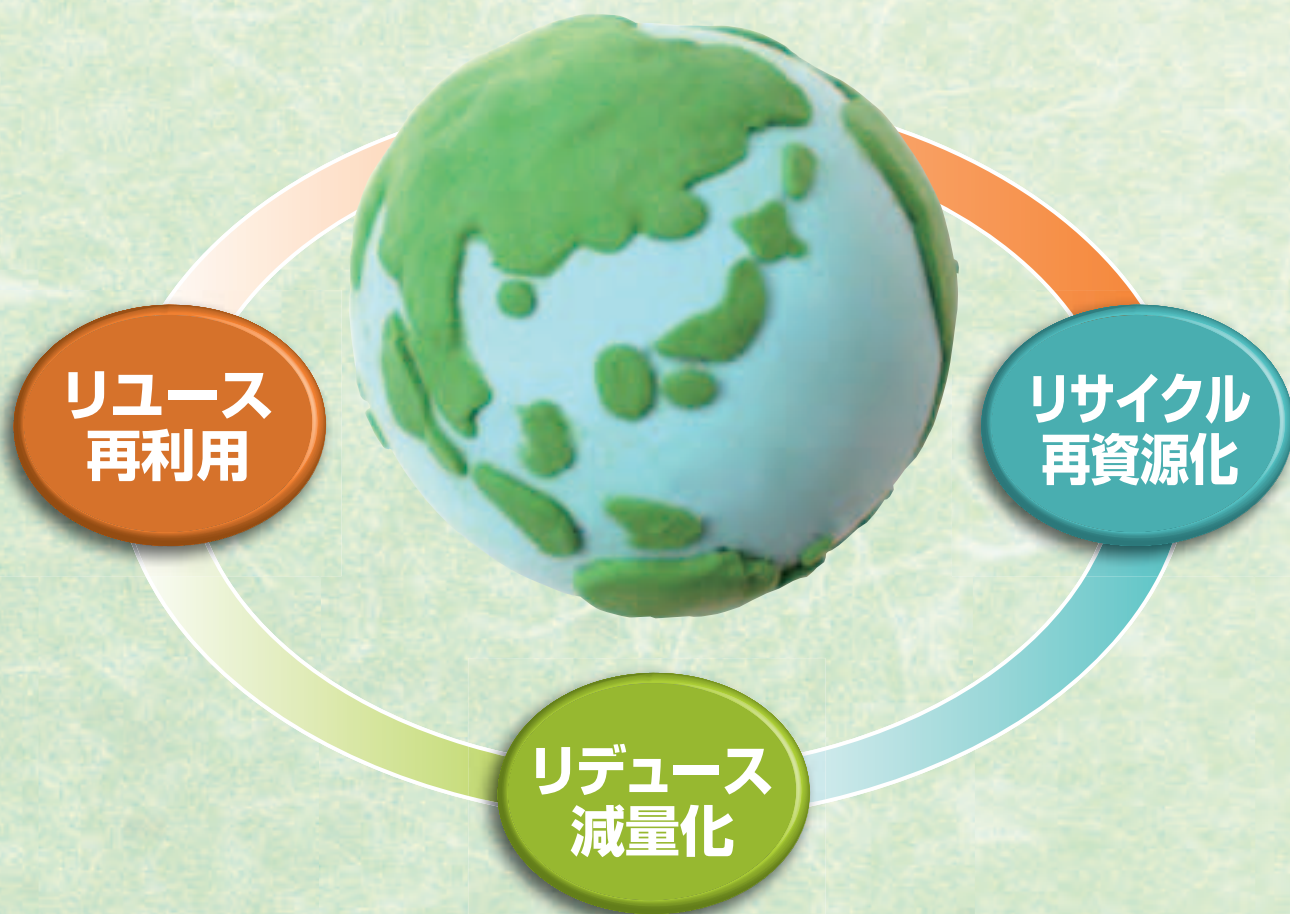 リユース
再利用
リサイクル
再資源化
リデュース
減量化